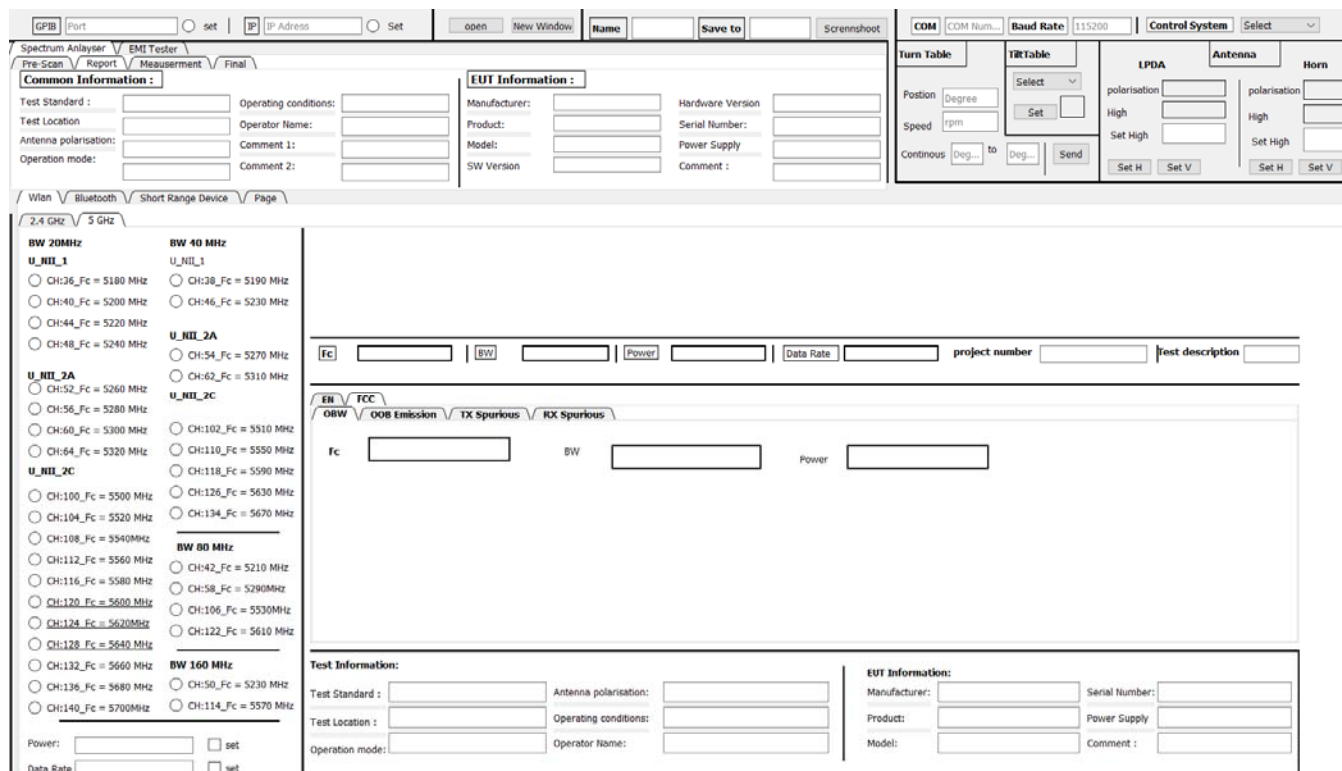 GPIB Port set IP IP Adress Set open New Window Name Save to Scrennshoot COM COM Num... Baud Rate 115200 Control System Select
Spectrum Anlayser EMI Tester
Pre-Scan Report Meauserment Final
Common Information : EUT Information :
Test Standard : Operating conditions: Manufacturer: Hardware Version
Test Location Operator Name: Product: Serial Number:
Antenna polarisation: Comment 1: Model: Power Supply
Operation mode: Comment 2: SW Version Comment :
Turn Table TiltTable Antenna
LPDA Horn
Select
Postion Degree polarisation polarisation
Set High High
Speed rpm Set High Set High
Continous Deg... to Deg... Send
Set H Set V Set H Set V
Wlan Bluetooth Short Range Device Page
2.4 GHz 5 GHz
BW 20MHz
U_NII_1
CH:36_Fc = 5180 MHz
CH:40_Fc = 5200 MHz
CH:44_Fc = 5220 MHz
CH:48_Fc = 5240 MHz
U_NII_2A
CH:52_Fc = 5260 MHz
CH:56_Fc = 5280 MHz
CH:60_Fc = 5300 MHz
CH:64_Fc = 5320 MHz
U_NII_2C
CH:100_Fc = 5500 MHz
CH:104_Fc = 5520 MHz
CH:108_Fc = 5540MHz
CH:112_Fc = 5560 MHz
CH:116_Fc = 5580 MHz
CH:120_Fc = 5600 MHz
CH:124_Fc = 5620MHz
CH:128_Fc = 5640 MHz
CH:132_Fc = 5660 MHz
CH:136_Fc = 5680 MHz
CH:140_Fc = 5700MHz
BW 40 MHz
U_NII_1
CH:38_Fc = 5190 MHz
CH:46_Fc = 5230 MHz
U_NII_2A
CH:54_Fc = 5270 MHz
CH:62_Fc = 5310 MHz
U_NII_2C
CH:102_Fc = 5510 MHz
CH:110_Fc = 5550 MHz
CH:118_Fc = 5590 MHz
CH:126_Fc = 5630 MHz
CH:134_Fc = 5670 MHz
BW 80 MHz
CH:42_Fc = 5210 MHz
CH:58_Fc = 5290MHz
CH:106_Fc = 5530MHz
CH:122_Fc = 5610 MHz
BW 160 MHz
CH:50_Fc = 5230 MHz
CH:114_Fc = 5570 MHz
Power: set
Data Rate set
Fc BW Power Data Rate project number Test description
EN FCC
OBW OOB Emission TX Spurious RX Spurious
Fc BW Power
Test Information: EUT Information:
Test Standard : Antenna polarisation: Manufacturer: Serial Number:
Test Location : Operating conditions: Product: Power Supply
Operation mode: Operator Name: Model: Comment :